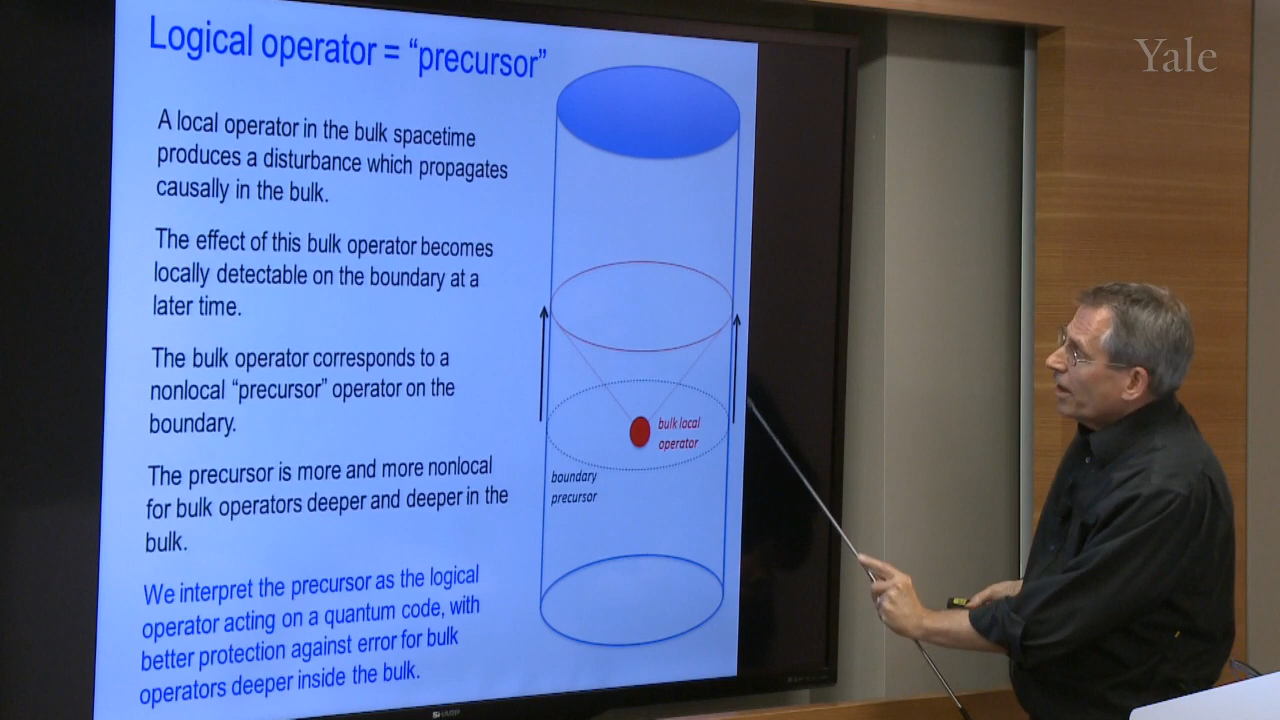 Logical operator = “precursor”
Yale
A local operator in the bulk spacetime
produces a disturbance which propagates
causally in the bulk.
The effect of this bulk operator becomes
locally detectable on the boundary at a
later time.
The bulk operator corresponds to a
nonlocal “precursor” operator on the
boundary.
bulk local
operator
boundary
precursor
The precursor is more and more nonlocal
for bulk operators deeper and deeper in the
bulk.
We interpret the precursor as the logical
operator acting on a quantum code, with
better protection against error for bulk
operators deeper inside the bulk.
SHARP